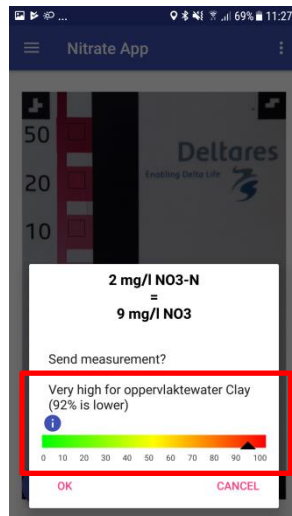 69% 11:27
Nitrate App
50
Deltares
Enabling Delta Life
20
10
2 mg/l NO3-N
=
9 mg/l NO3
Send measurement?
Very high for oppervlaktewater Clay
(92% is lower)
i
0 10 20 30 40 50 60 70 80 90 100
OK CANCEL